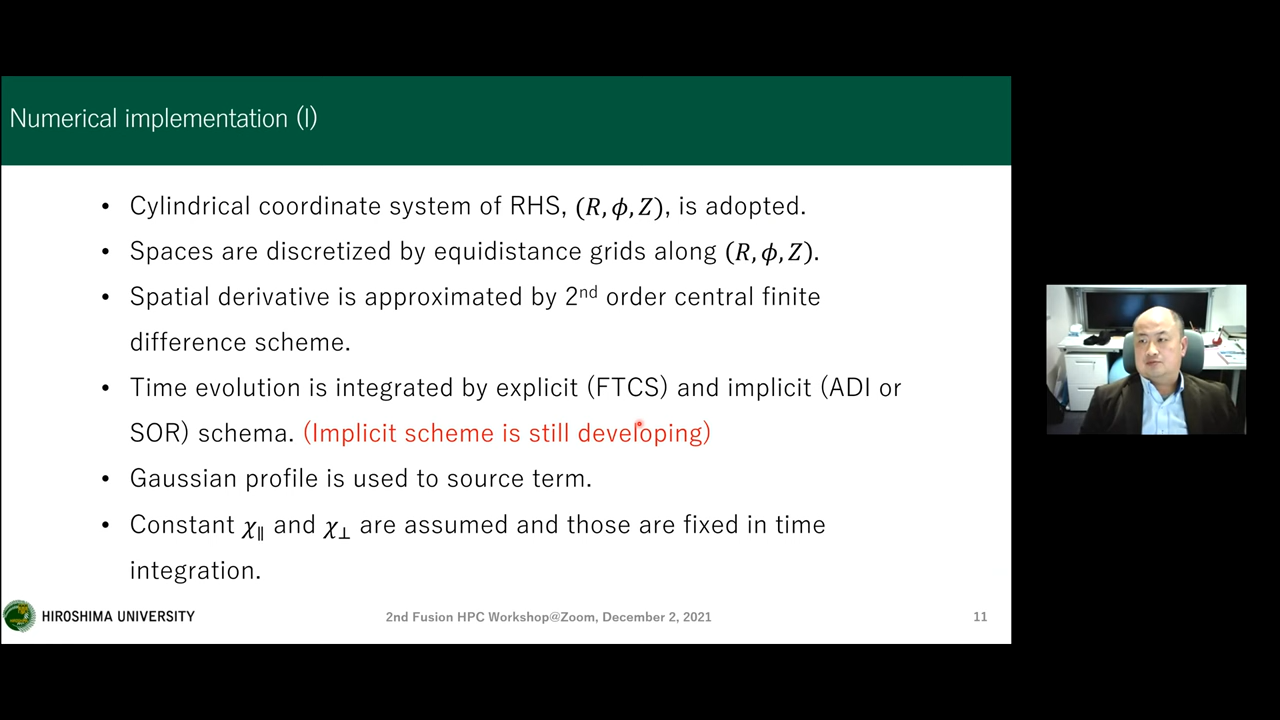 Numerical implementation (I)
• Cylindrical coordinate system of RHS, (R, ϕ, Z), is adopted.
• Spaces are discretized by equidistance grids along (R, ϕ, Z).
• Spatial derivative is approximated by 2nd order central finite
difference scheme.
• Time evolution is integrated by explicit (FTCS) and implicit (ADI or
SOR) schema. (Implicit scheme is still developing)
• Gaussian profile is used to source term.
• Constant χ∥ and χ⊥ are assumed and those are fixed in time
integration.
HIROSHIMA UNIVERSITY
2nd Fusion HPC Workshop@Zoom, December 2, 2021
11